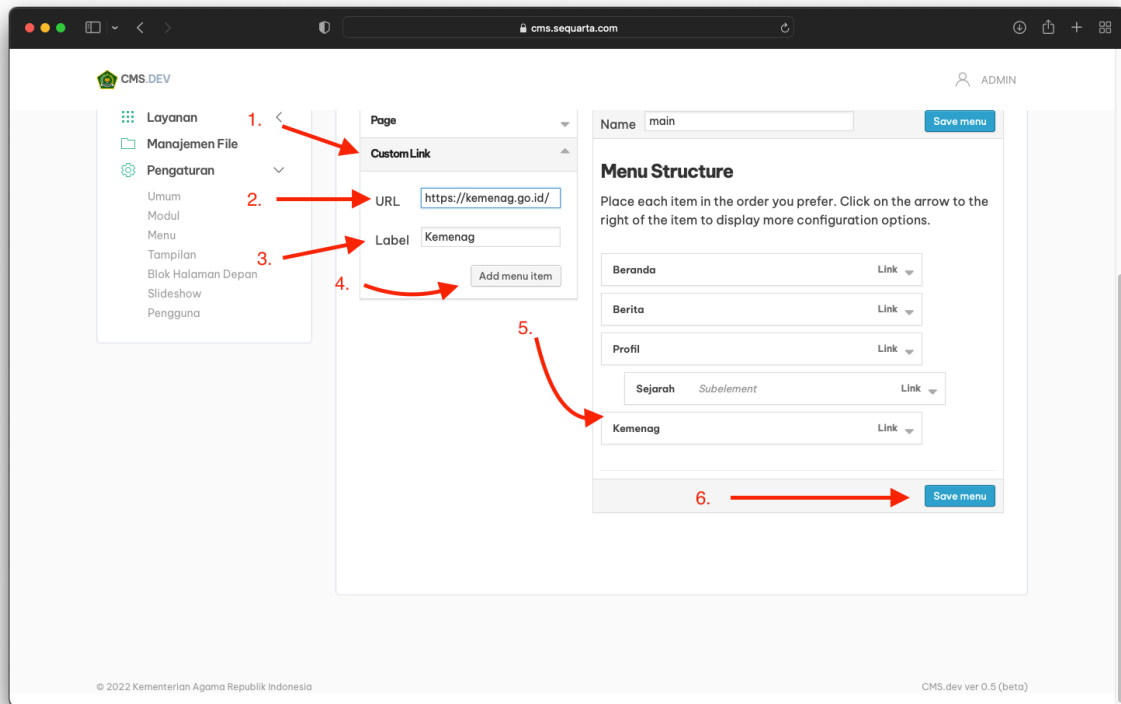 cms.sequarta.com
CMS.DEV
ADMIN
Layanan
Manajemen File
Pengaturan
Umum
Modul
Menu
Tampilan
Blok Halaman Depan
Slideshow
Pengguna
1.
Page
Custom Link
2.
URL https://kemenag.go.id/
3.
Label Kemenag
4.
Add menu item
Name main
Save menu
Menu Structure
Place each item in the order you prefer. Click on the arrow to the
right of the item to display more configuration options.
Beranda Link
Berita Link
5.
Profil Link
Sejarah Subelement Link
Kemenag Link
6.
Save menu
© 2022 Kementerian Agama Republik Indonesia
CMS.dev ver 0.5 (beta)